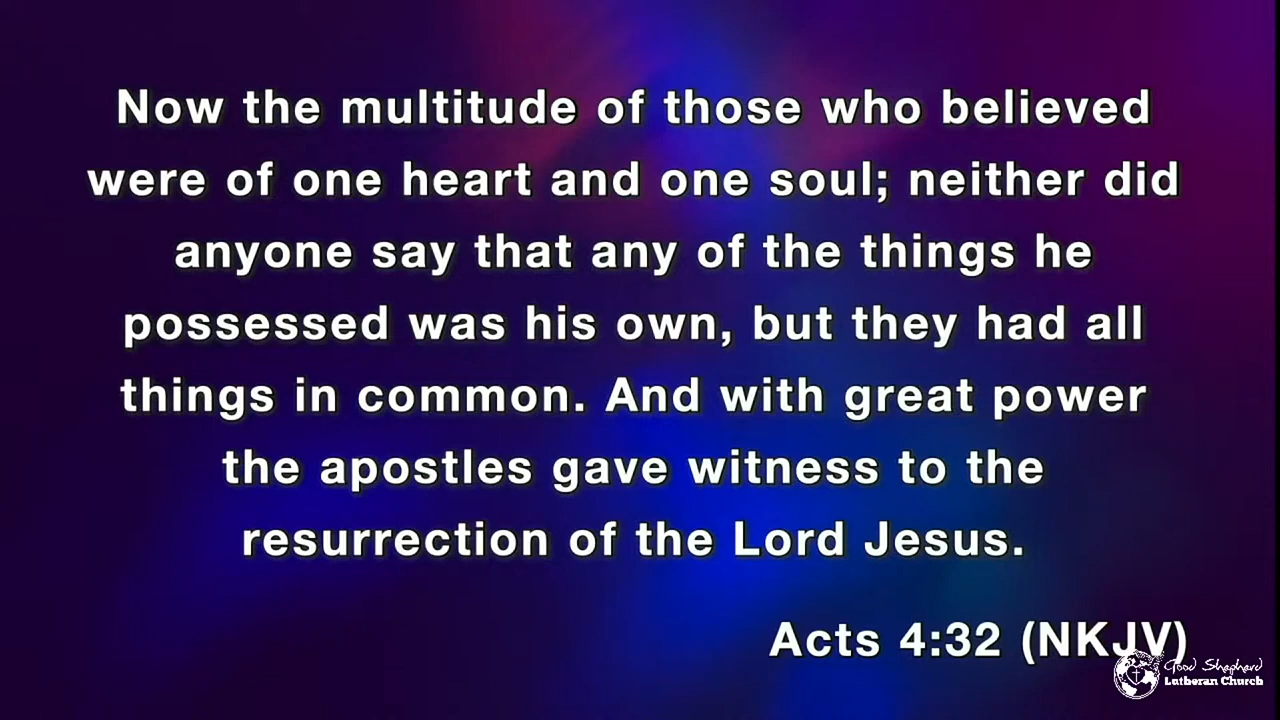 Now the multitude of those who believed
were of one heart and one soul; neither did
anyone say that any of the things he
possessed was his own, but they had all
things in common. And with great power
the apostles gave witness to the
resurrection of the Lord Jesus.
Acts 4:32 (NKJV)
Good Shepherd
Lutheran Church